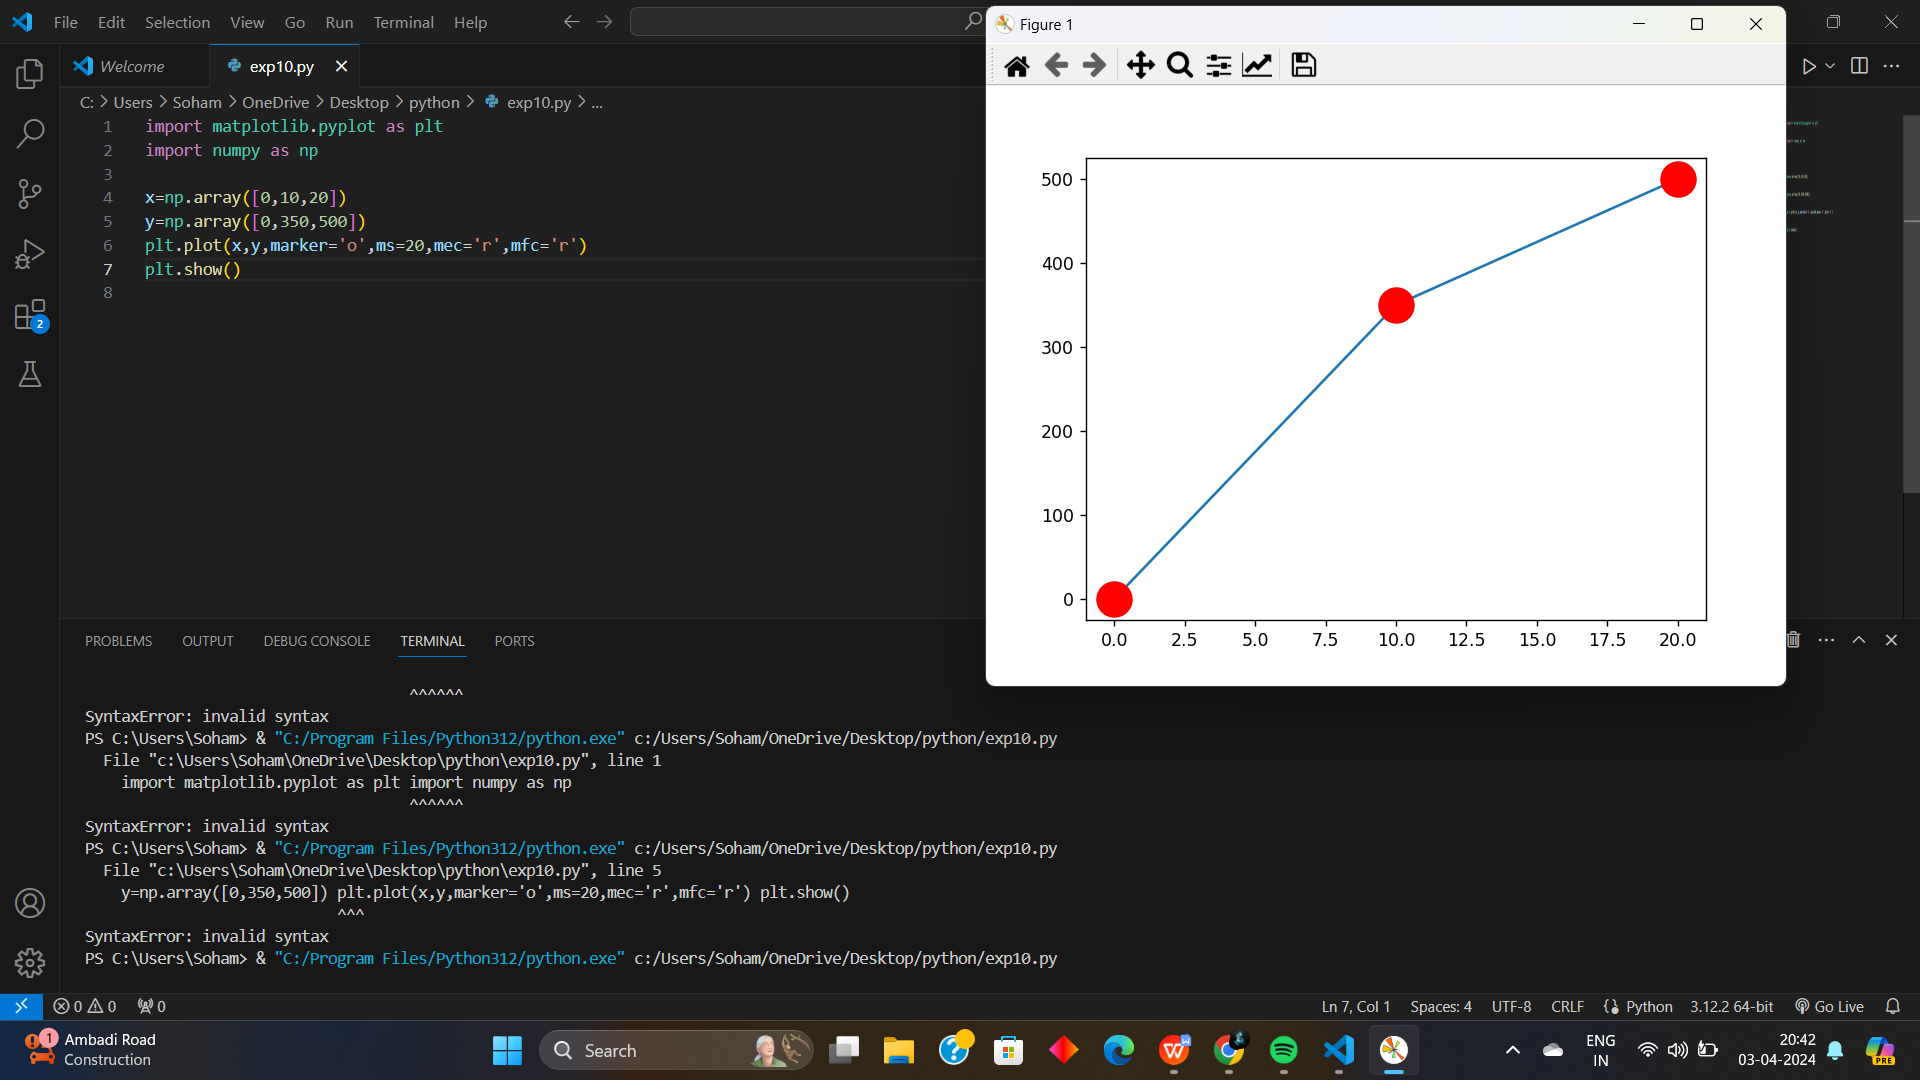 File Edit Selection View Go Run Terminal Help
Figure 1
Welcome
exp10.py
C: > Users > Soham > OneDrive > Desktop > python > exp10.py > ...
1 import matplotlib.pyplot as plt
2 import numpy as np
3
4 x=np.array([0,10,20])
5 y=np.array([0,350,500])
6 plt.plot(x,y,marker='o',ms=20,mec='r',mfc='r')
7 plt.show()
8
500
400
300
200
100
0
0.0 2.5 5.0 7.5 10.0 12.5 15.0 17.5 20.0
2
PROBLEMS OUTPUT DEBUG CONSOLE TERMINAL PORTS
^^^^^^
SyntaxError: invalid syntax
PS C:\Users\Soham> & "C:/Program Files/Python312/python.exe" c:/Users/Soham/OneDrive/Desktop/python/exp10.py
File "c:\Users\Soham\OneDrive\Desktop\python\exp10.py", line 1
import matplotlib.pyplot as plt import numpy as np
^^^^^^
SyntaxError: invalid syntax
PS C:\Users\Soham> & "C:/Program Files/Python312/python.exe" c:/Users/Soham/OneDrive/Desktop/python/exp10.py
File "c:\Users\Soham\OneDrive\Desktop\python\exp10.py", line 5
y=np.array([0,350,500]) plt.plot(x,y,marker='o',ms=20,mec='r',mfc='r') plt.show()
^^^
SyntaxError: invalid syntax
PS C:\Users\Soham> & "C:/Program Files/Python312/python.exe" c:/Users/Soham/OneDrive/Desktop/python/exp10.py
0 0 0
Ln 7, Col 1 Spaces: 4 UTF-8 CRLF Python 3.12.2 64-bit Go Live
1 Ambadi Road
Construction
Search
ENG
IN
20:42
03-04-2024
PRE